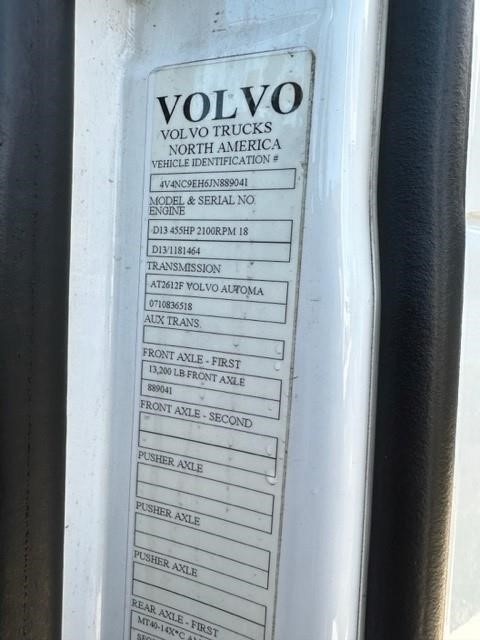 VOLVO
VOLVO TRUCKS
NORTH AMERICA
VEHICLE IDENTIFICATION #
4V4NC9EH6JN889041
MODEL & SERIAL NO.
ENGINE
D13 455HP 2100RPM 18
D13/1181464
TRANSMISSION
AT2612F VOLVO AUTOMA
0710836518
AUX TRANS.
FRONT AXLE - FIRST
13,200 LB FRONT AXLE
889041
FRONT AXLE - SECOND
PUSHER AXLE
PUSHER AXLE
PUSHER AXLE
REAR AXLE - FIRST
MT40-14X*C